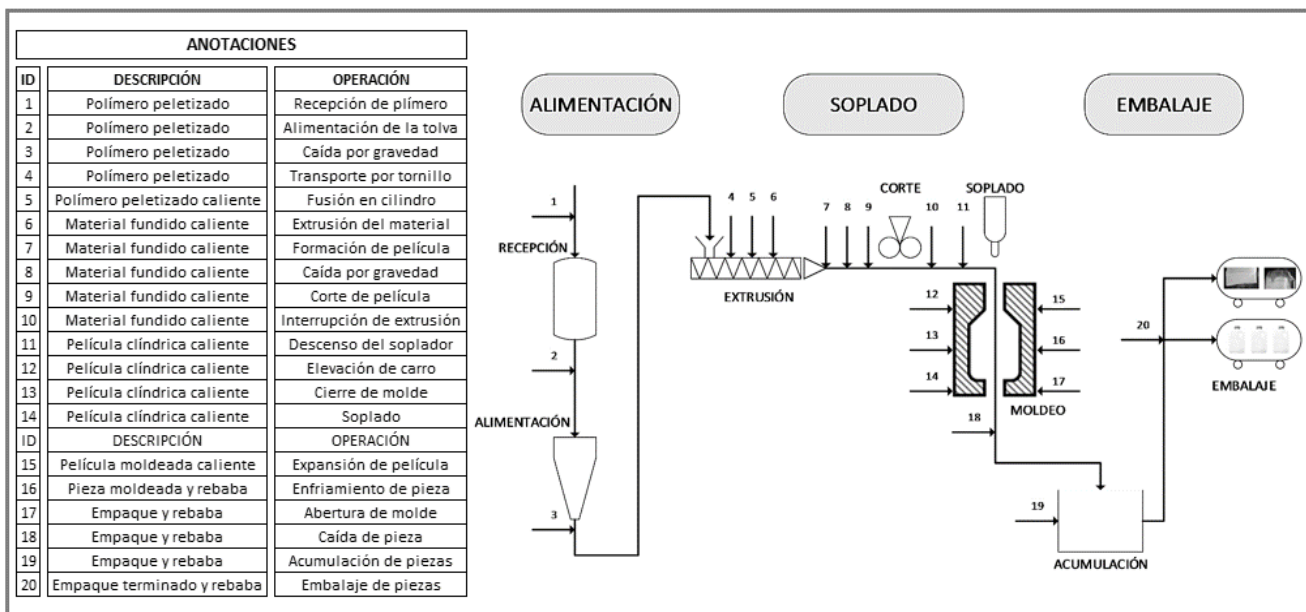 ANOTACIONES
ID DESCRIPCIÓN OPERACIÓN
1 Polímero peletizado Recepción de plímero
2 Polímero peletizado Alimentación de la tolva
3 Polímero peletizado Caída por gravedad
4 Polímero peletizado Transporte por tornillo
5 Polímero peletizado caliente Fusión en cilindro
6 Material fundido caliente Extrusión del material
7 Material fundido caliente Formación de película
8 Material fundido caliente Caída por gravedad
9 Material fundido caliente Corte de película
10 Material fundido caliente Interrupción de extrusión
11 Película clíndrica caliente Descenso del soplador
12 Película clíndrica caliente Elevación de carro
13 Película clíndrica caliente Cierre de molde
14 Película clíndrica caliente Soplado
ID DESCRIPCIÓN OPERACIÓN
15 Película moldeada caliente Expansión de película
16 Pieza moldeada y rebaba Enfriamiento de pieza
17 Empaque y rebaba Abertura de molde
18 Empaque y rebaba Caída de pieza
19 Empaque y rebaba Acumulación de piezas
20 Empaque terminado y rebaba Embalaje de piezas
ALIMENTACIÓN SOPLADO EMBALAJE
CORTE SOPLADO
1 4 5 6 7 8 9 10 11
RECEPCIÓN
EXTRUSIÓN
12 15
13 16
20
2
14 17
EMBALAJE
MOLDEO
ALIMENTACIÓN
18
3
19
ACUMULACIÓN